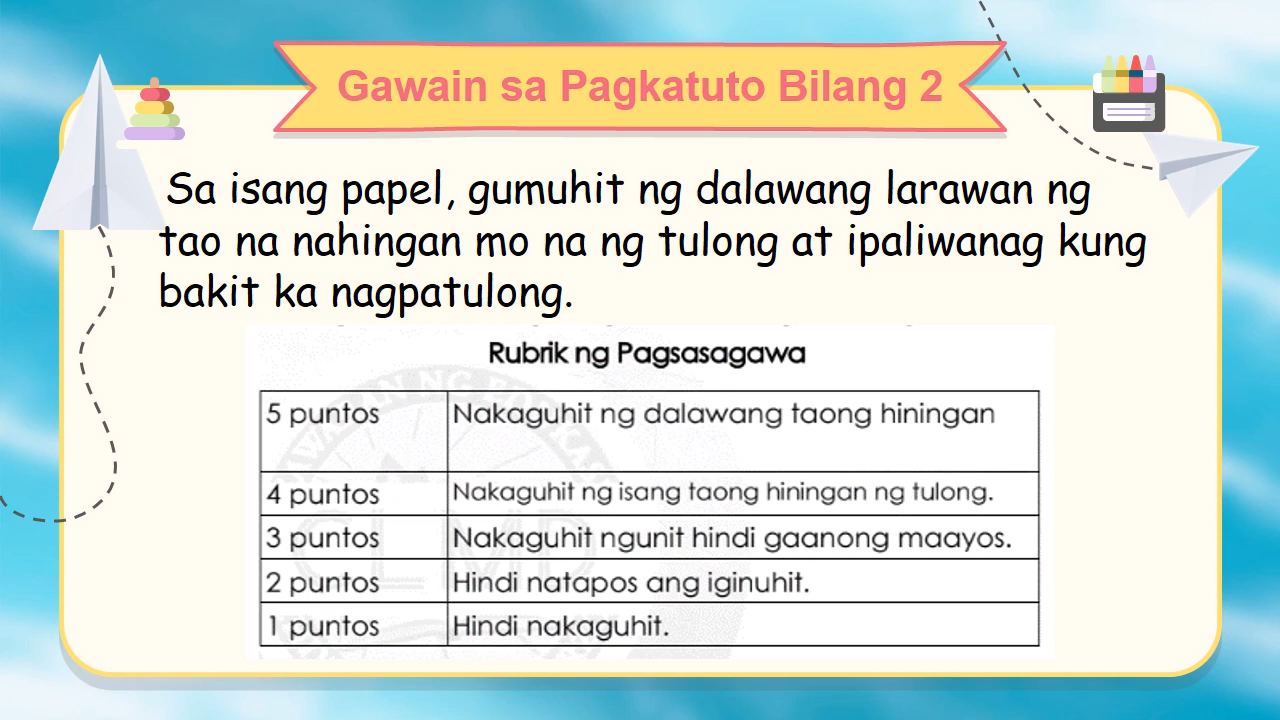 Gawain sa Pagkatuto Bilang 2
Sa isang papel, gumuhit ng dalawang larawan ng
tao na nahingan mo na ng tulong at ipaliwanag kung
bakit ka nagpatulong.
Rubrik ng Pagsasagawa
5 puntos Nakaguhit ng dalawang taong hiningan
4 puntos Nakaguhit ng isang taong hiningan ng tulong.
3 puntos Nakaguhit ngunit hindi gaanong maayos.
2 puntos Hindi natapos ang iginuhit.
1 puntos Hindi nakaguhit.
CLMD